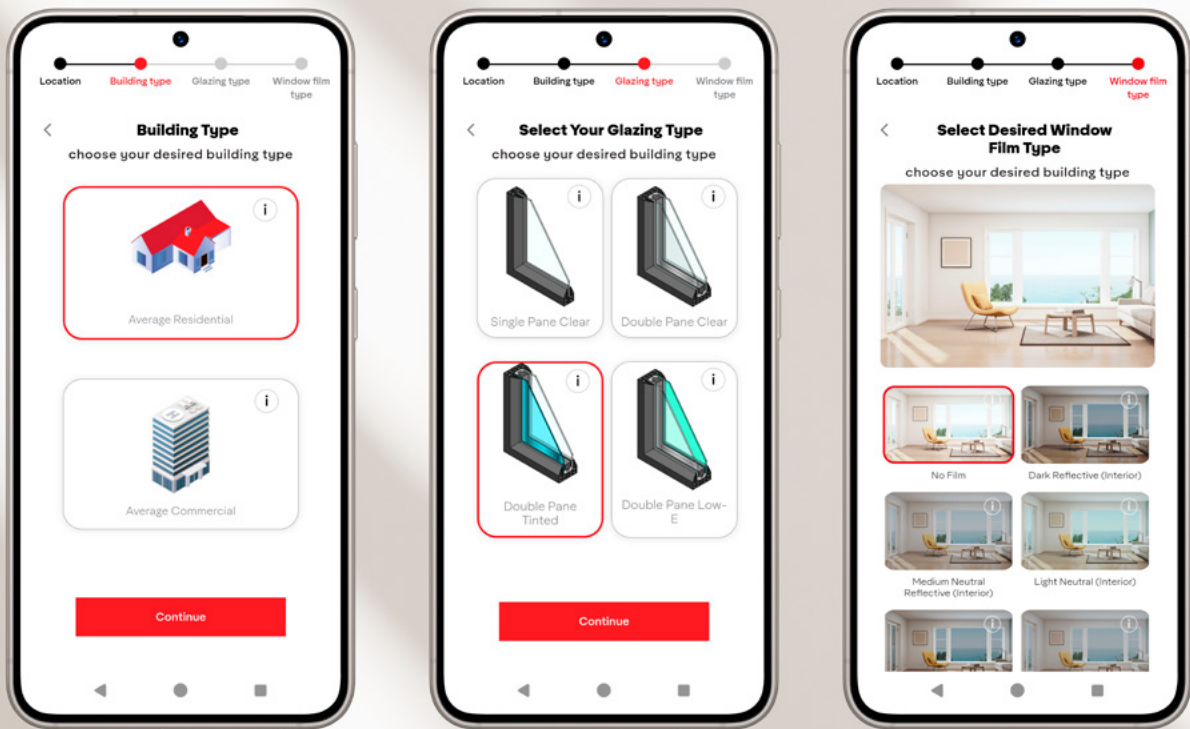 Location Building type Glazing type Window film
type
Building Type
choose your desired building type
i
Average Residential
i
Average Commercial
Continue
Location Building type Glazing type Window film
type
Select Your Glazing Type
choose your desired building type
i i
Single Pane Clear Double Pane Clear
i i
Double Pane
Tinted
Double Pane Low-
E
Continue
Location Building type Glazing type Window film
type
Select Desired Window
Film Type
choose your desired building type
i i
No Film Dark Reflective (Interior)
i i
Medium Neutral
Reflective (Interior)
Light Neutral (Interior)
i i